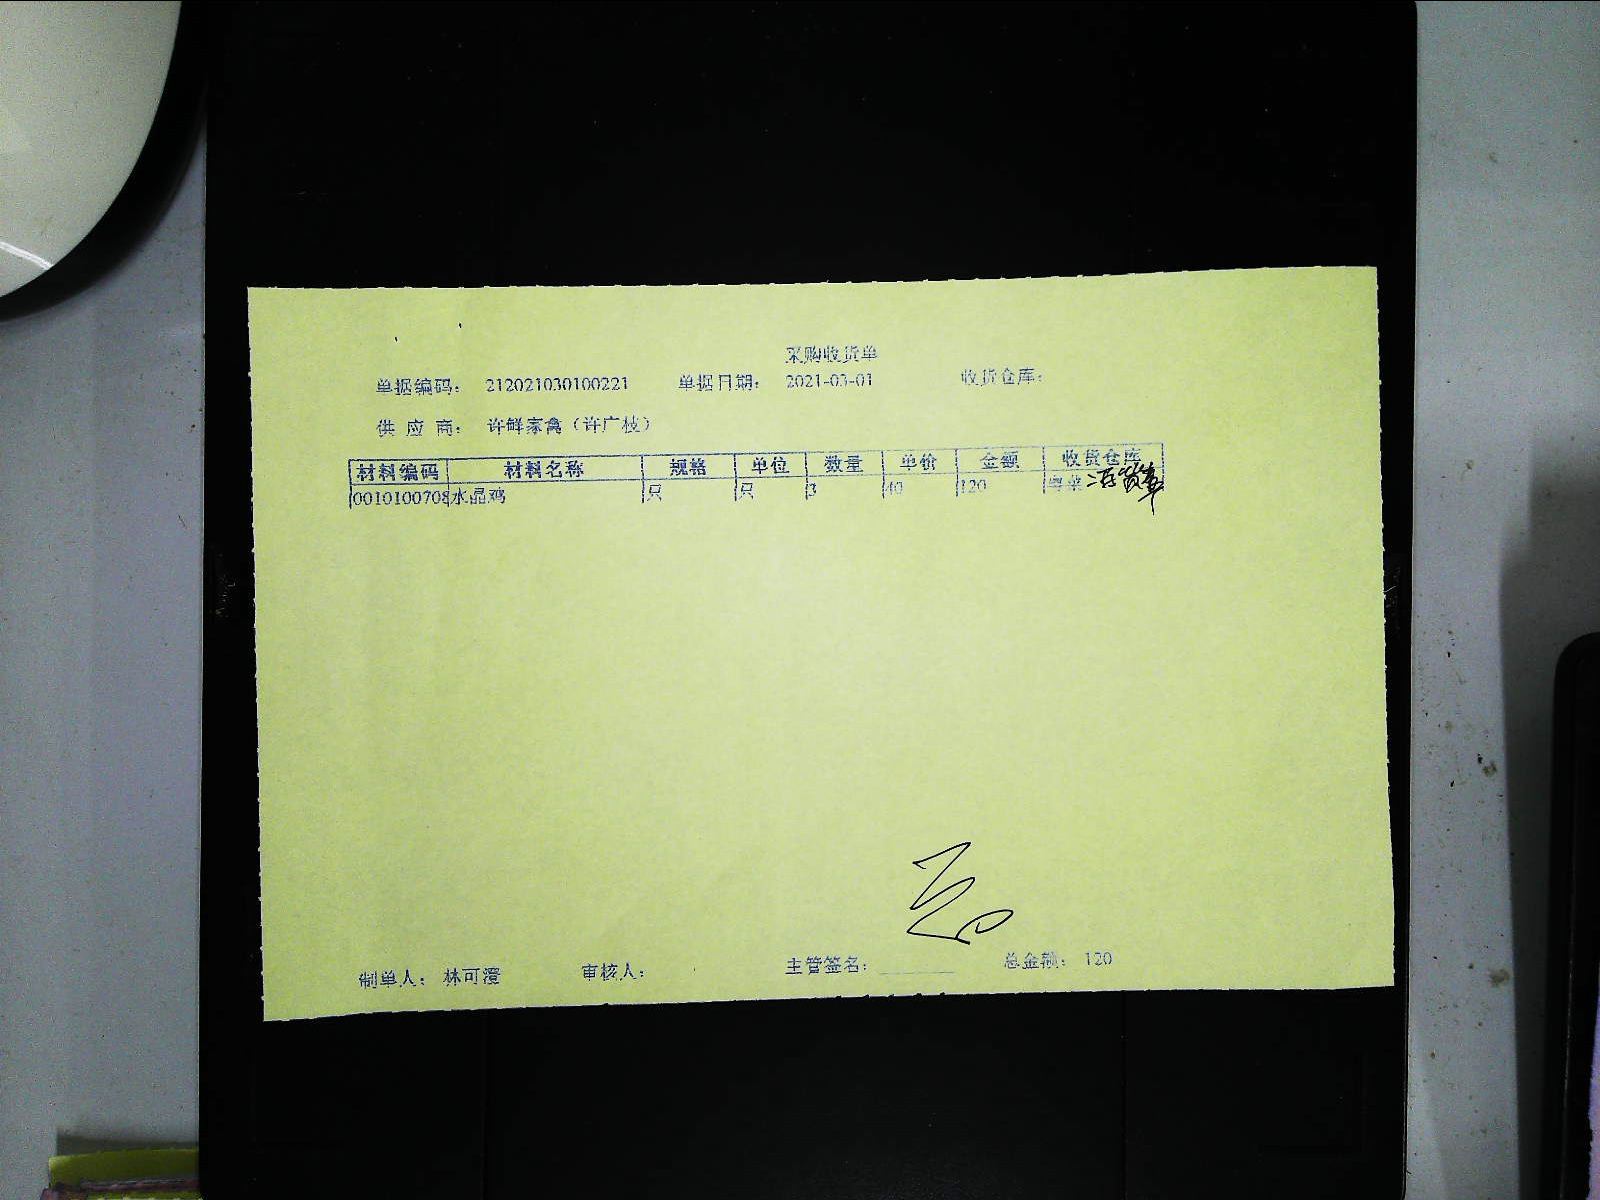 采购收货单
单据编码： 212021030100221 单据日期： 2021-03-01 收货仓库：
供应商： 许鲜家禽（许广枝）
材料编码 材料名称 规格 单位 数量 单价 金额 收货仓库
0010100708 水晶鸡 只 只 3 40 120 粤菜
制单人： 林可澄 审核人： 主管签名： 总金额： 120